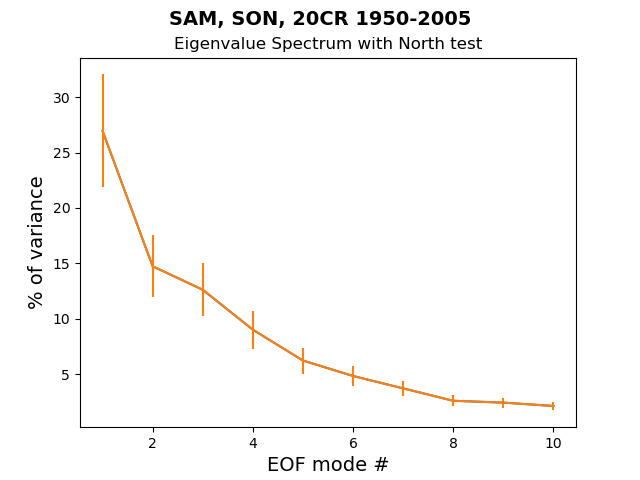 SAM, SON, 20CR 1950-2005
Eigenvalue Spectrum with North test
30
25
20
15
10
5
% of variance
2 4 6 8 10
EOF mode #